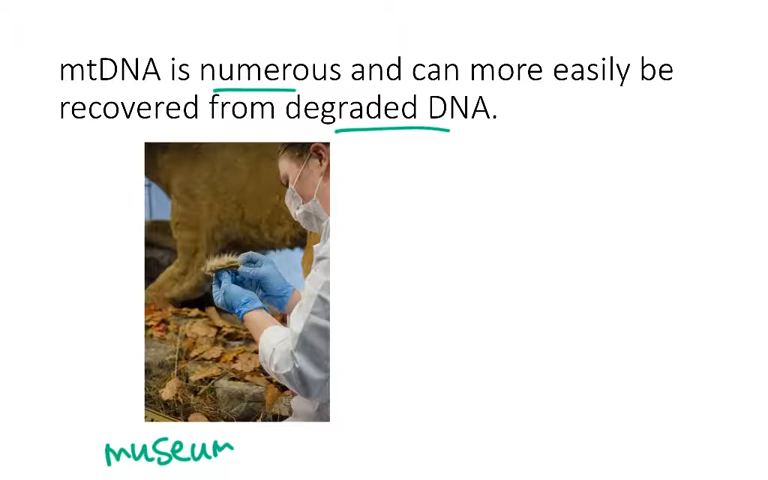 mtDNA is numerous and can more easily be
recovered from degraded DNA.
museum